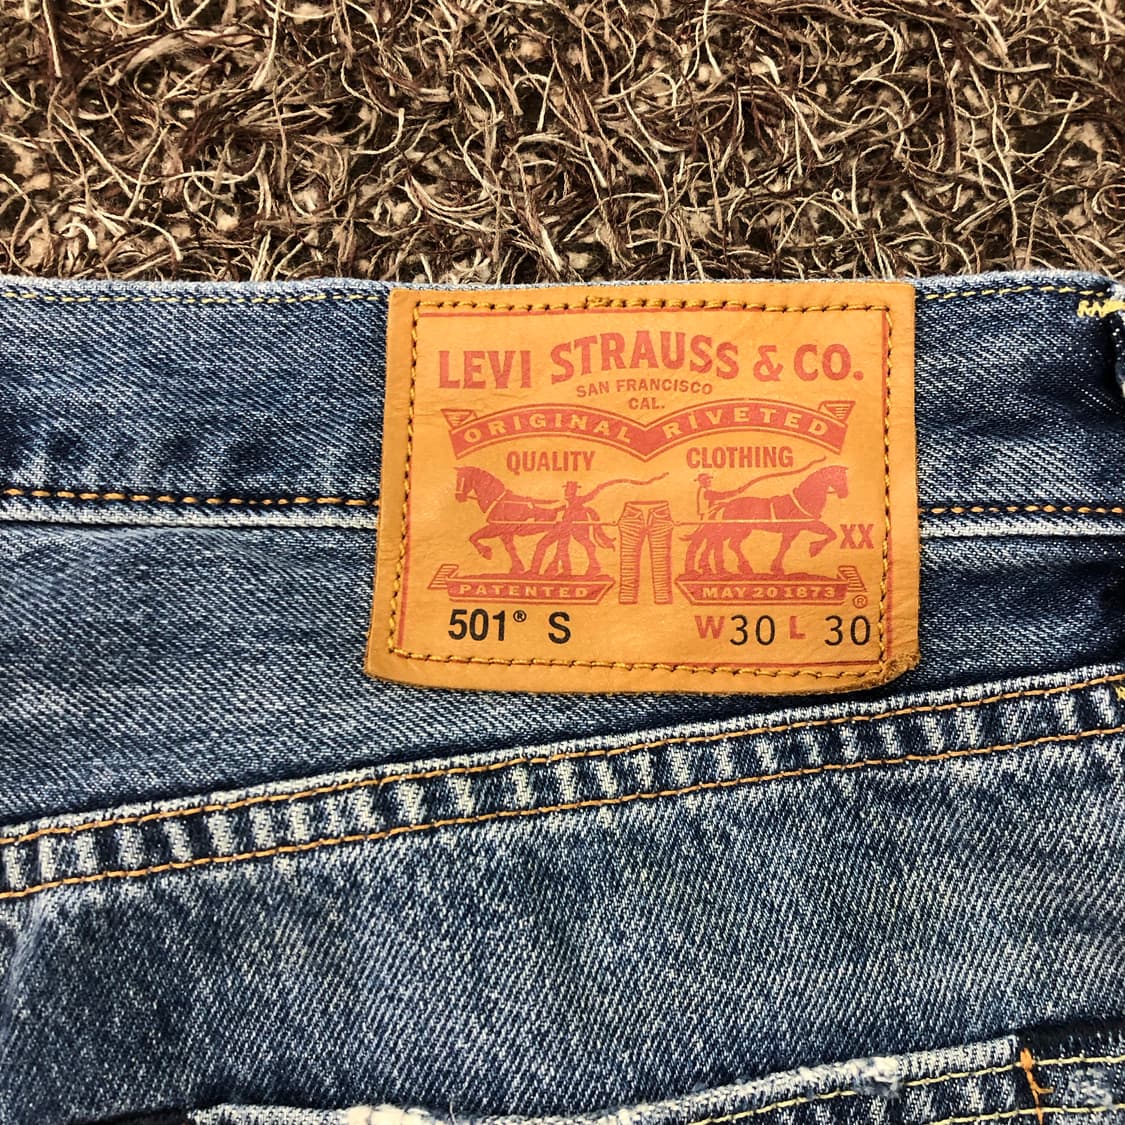 LEVI STRAUSS & CO.
SAN FRANCISCO
CAL.
ORIGINAL RIVETED
QUALITY CLOTHING
XX
PATENTED MAY 20 1873 ®
501® S W30 L 30